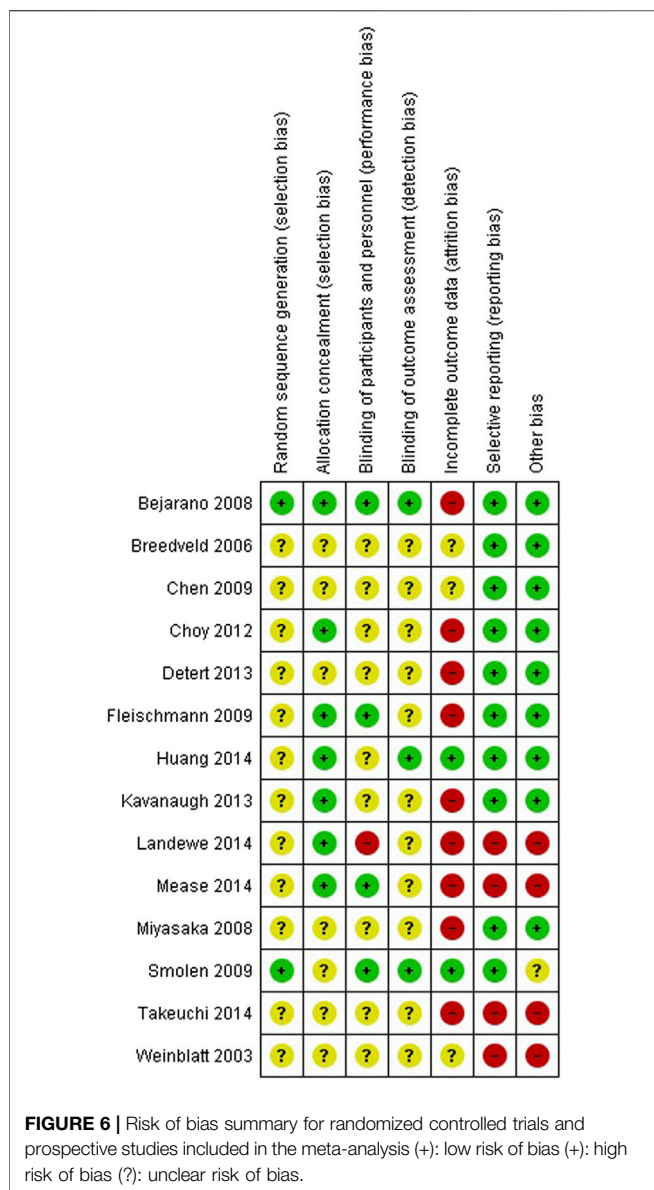 Random sequence generation (selection bias)
Allocation concealment (selection bias)
Blinding of participants and personnel (performance bias)
Blinding of outcome assessment (detection bias)
Incomplete outcome data (attrition bias)
Selective reporting (reporting bias)
Other bias
Bejarano 2008 + + + + - + +
Breedveld 2006 ? ? ? ? ? + +
Chen 2009 ? ? ? ? ? + +
Choy 2012 ? + ? ? - + +
Detert 2013 ? ? ? ? - + +
Fleischmann 2009 ? + + ? - + +
Huang 2014 ? + ? + + + +
Kavanaugh 2013 ? + ? ? - + +
Landewe 2014 ? + - ? - - -
Mease 2014 ? + + ? - - -
Miyasaka 2008 ? ? ? ? - + +
Smolen 2009 + ? + + + + ?
Takeuchi 2014 ? ? ? ? - - -
Weinblatt 2003 ? ? ? ? ? - -
FIGURE 6 | Risk of bias summary for randomized controlled trials and
prospective studies included in the meta-analysis (+): low risk of bias (+): high
risk of bias (?): unclear risk of bias.